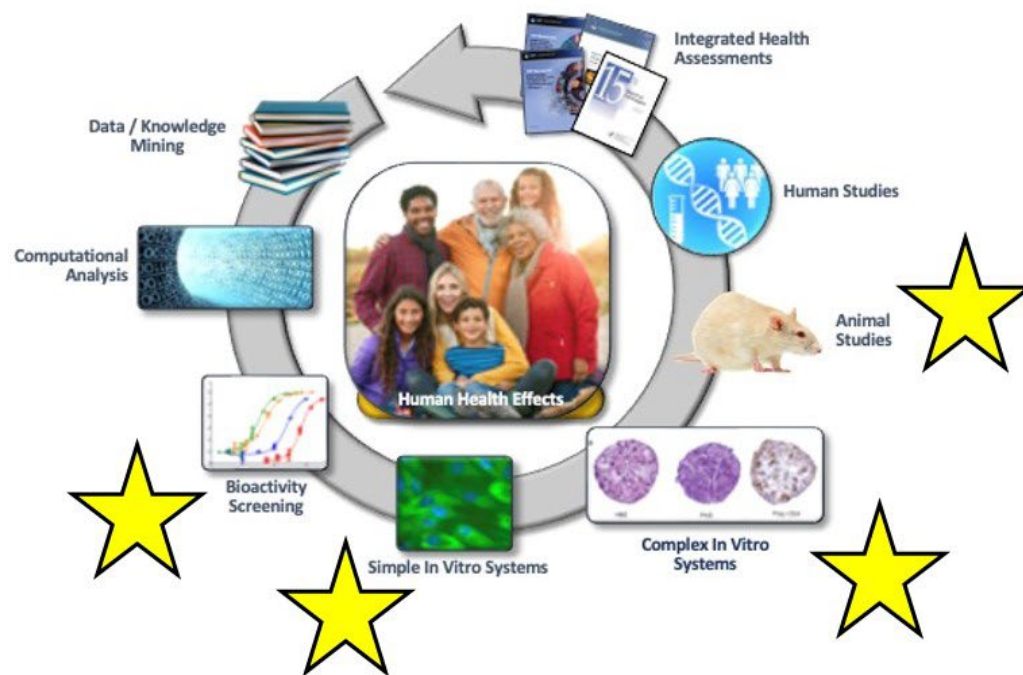 Integrated Health
Assessments
Data / Knowledge
Mining
Human Studies
Computational
Analysis
Animal
Studies
Human Health Effects
Bioactivity
Screening
Simple In Vitro Systems
Complex In Vitro
Systems
15